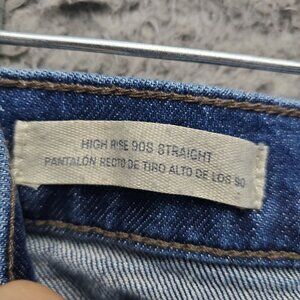 HIGH RISE 90S STRAIGHT
PANTALÓN RECTO DE TIRO ALTO DE LOS 90